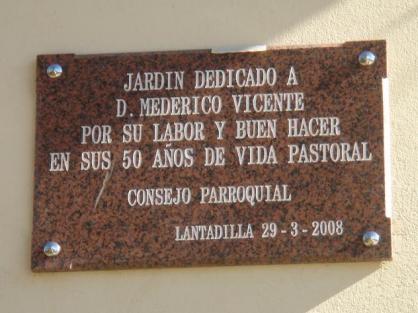 JARDIN DEDICADO A
D. MEDERICO VICENTE
POR SU LABOR Y BUEN HACER
EN SUS 50 AÑOS DE VIDA PASTORAL
CONSEJO PARROQUIAL
LANTADILLA 29-3-2008